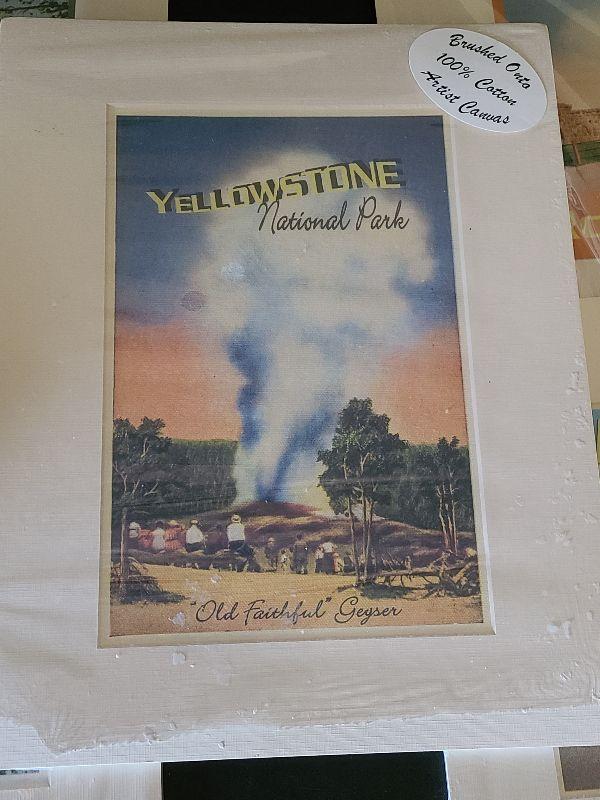 Brushed Onto
100% Cotton
Artist Canvas
YELLOWSTONE
National Park
"Old Faithful" Geyser